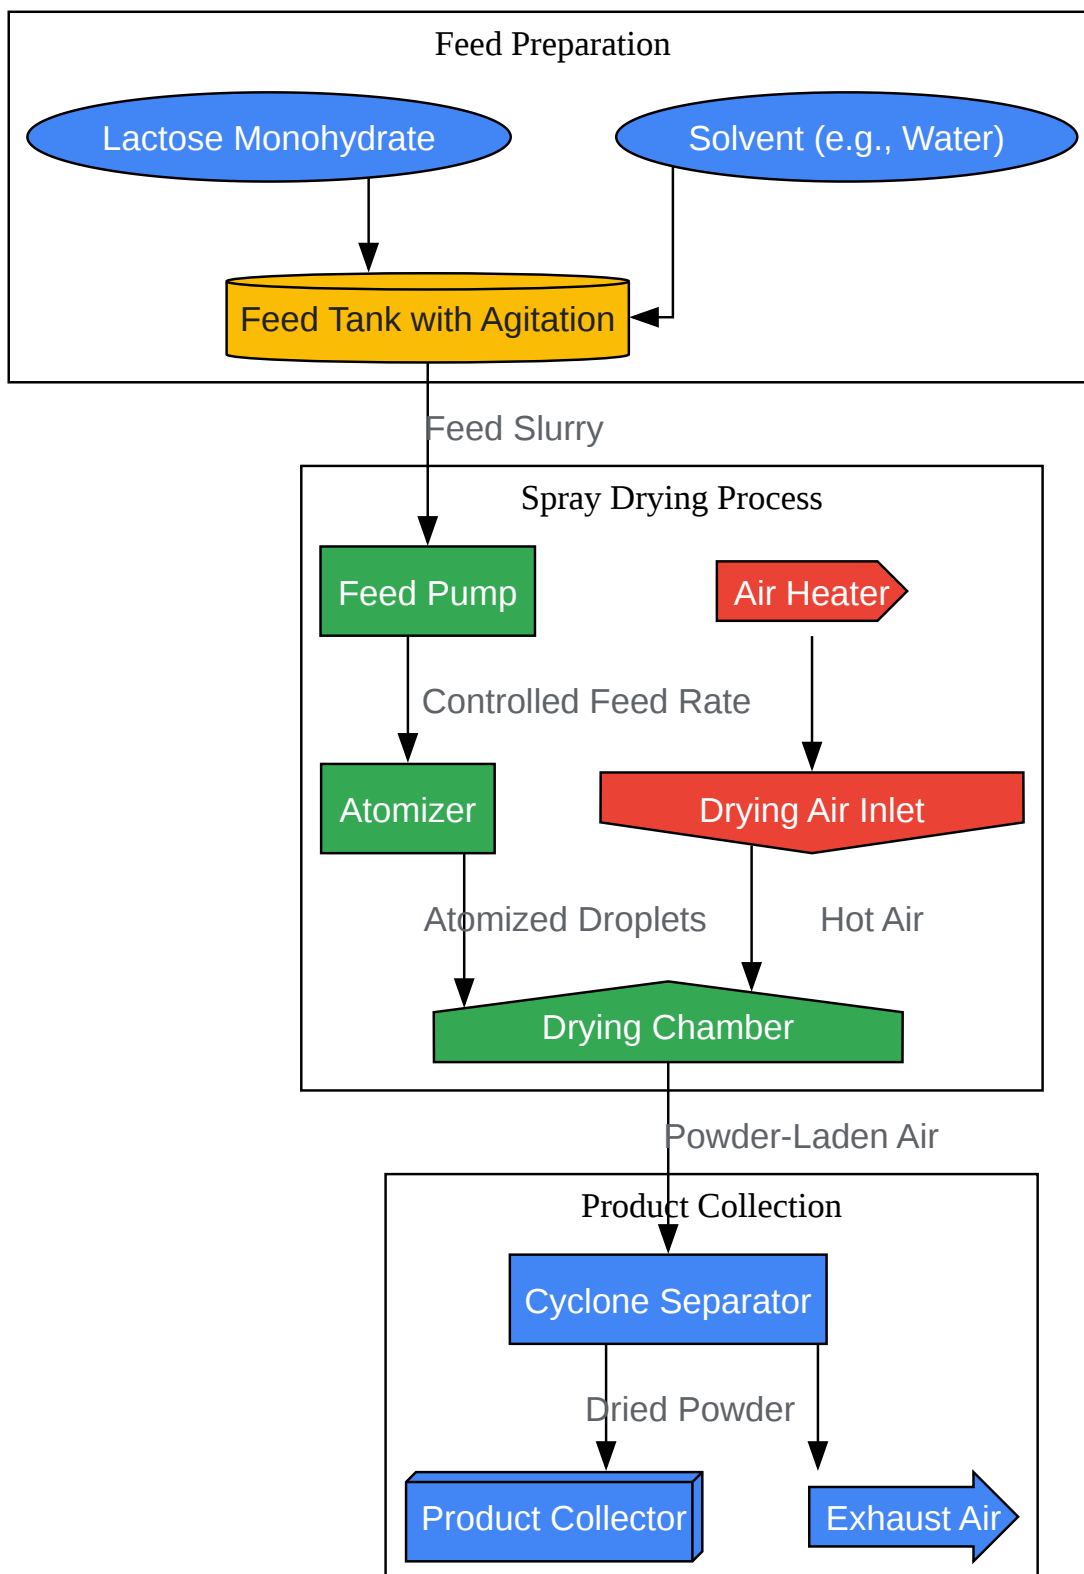 Feed Preparation
Lactose Monohydrate
Solvent (e.g., Water)
Feed Tank with Agitation
Feed Slurry
Spray Drying Process
Feed Pump
Air Heater
Controlled Feed Rate
Atomizer
Drying Air Inlet
Atomized Droplets
Hot Air
Drying Chamber
Powder-Laden Air
Product Collection
Cyclone Separator
Dried Powder
Product Collector
Exhaust Air